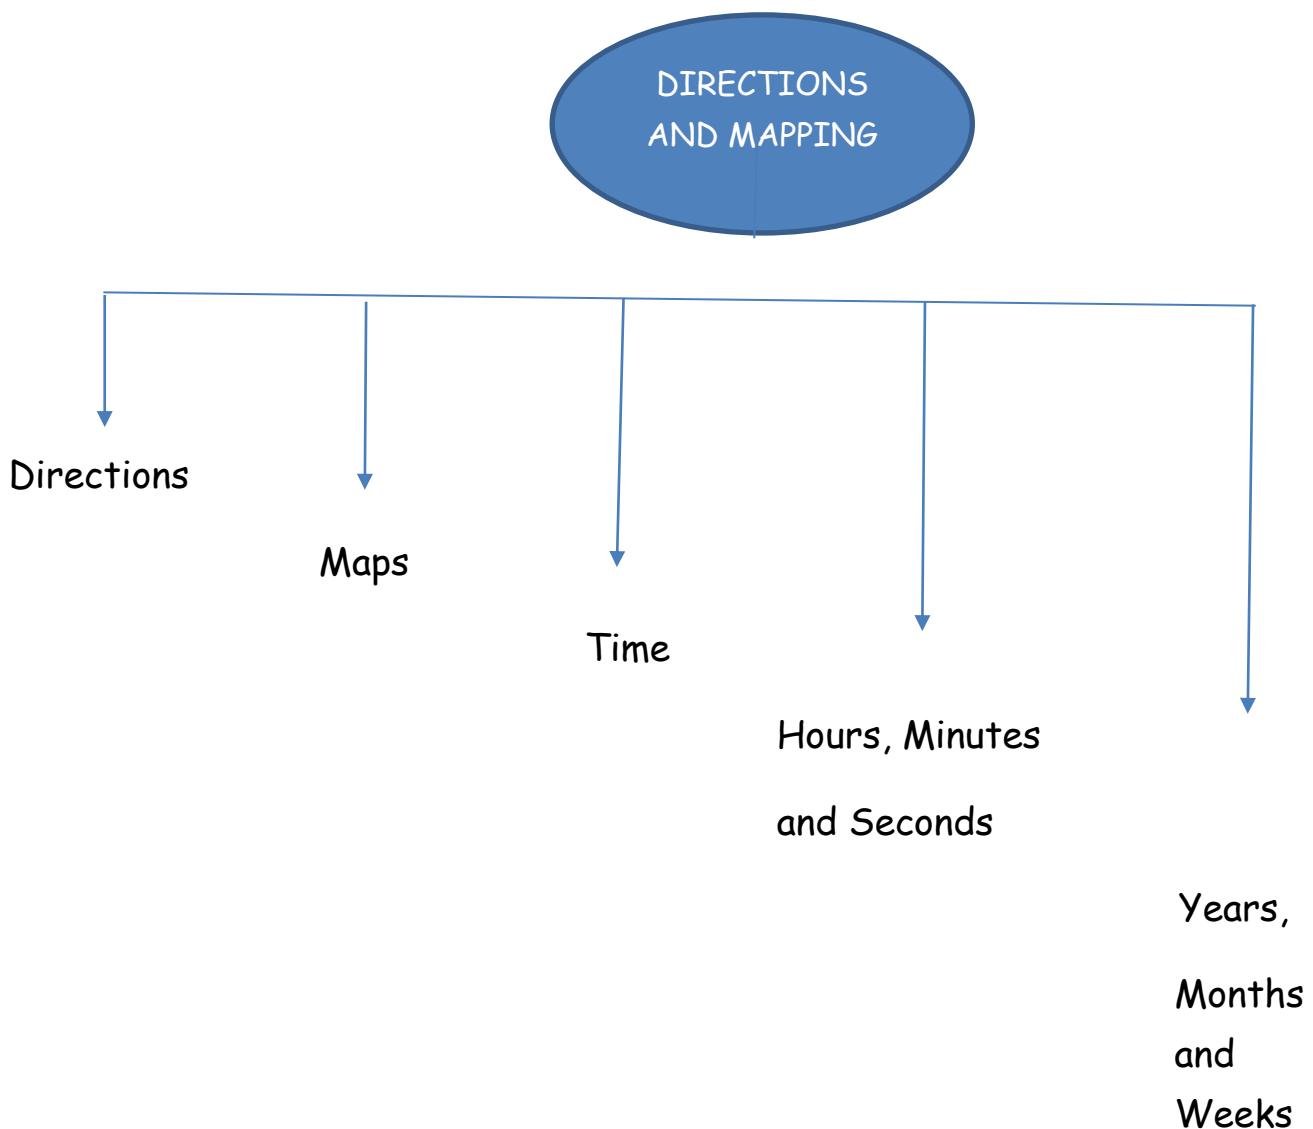 DIRECTIONS
AND MAPPING
Directions
Maps
Time
Hours, Minutes
and Seconds
Years,
Months
and
Weeks